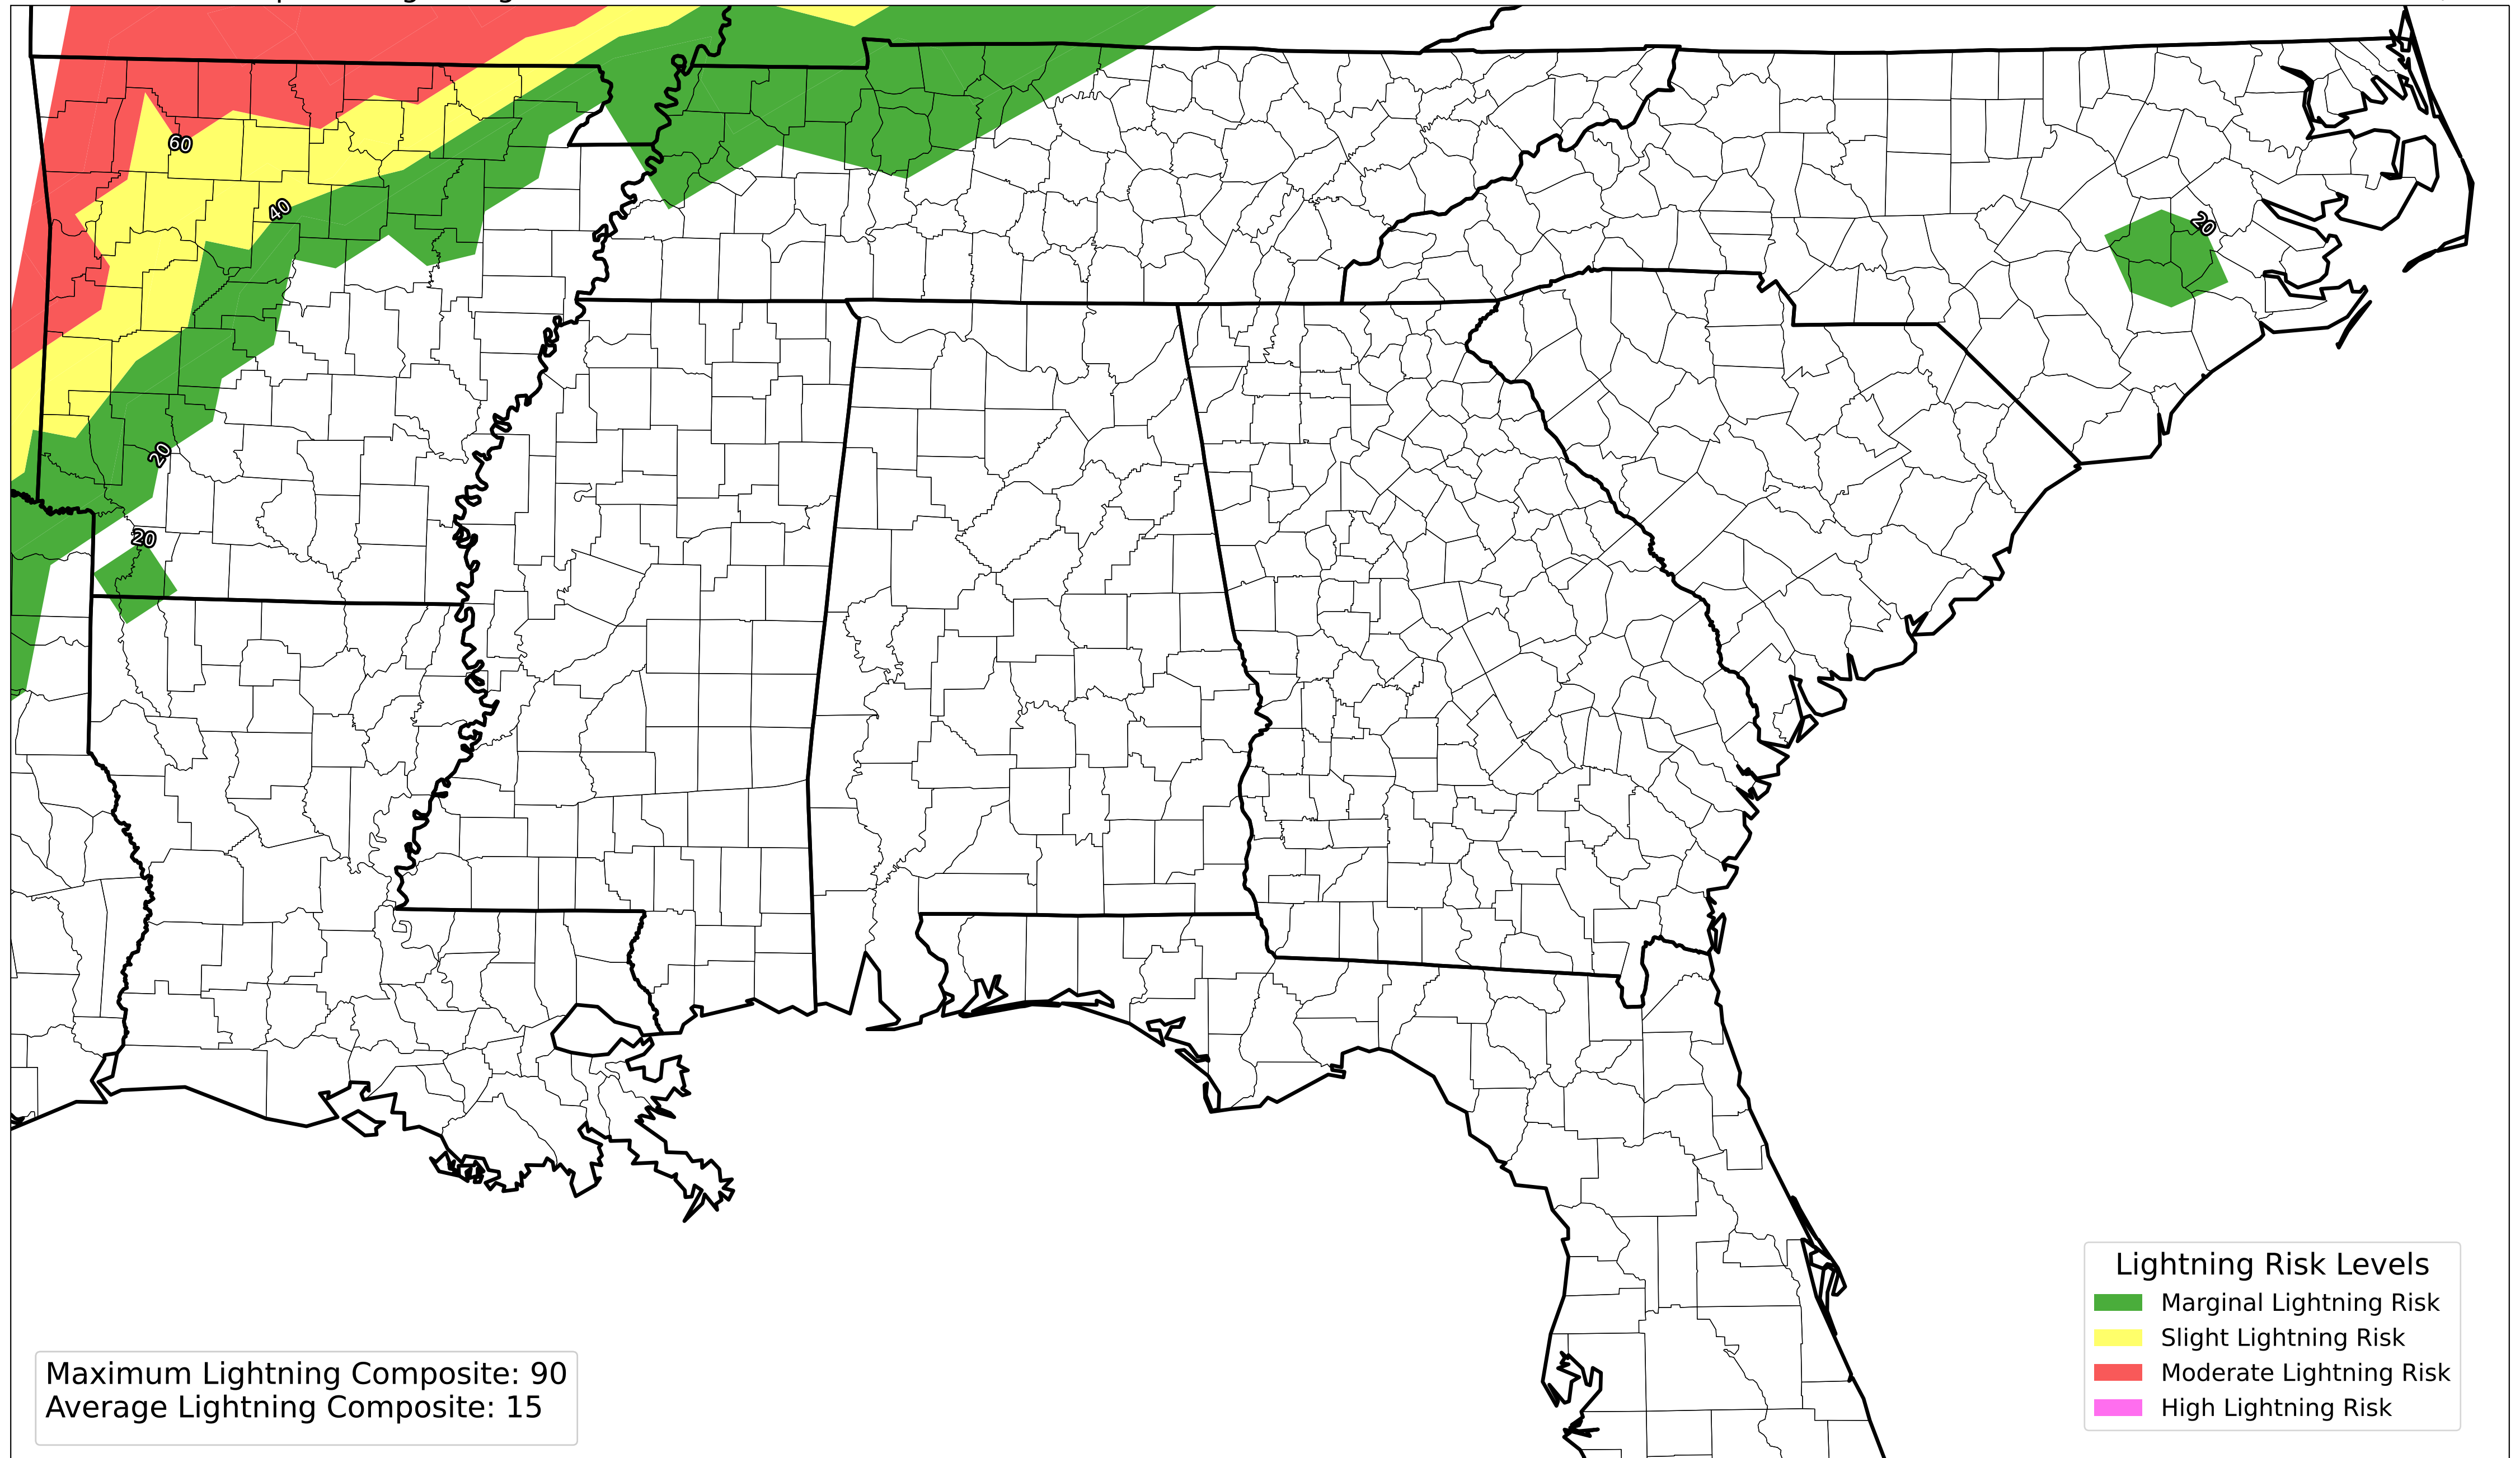 60
40
20
20
20
Lightning Risk Levels
Marginal Lightning Risk
Slight Lightning Risk
Moderate Lightning Risk
High Lightning Risk
Maximum Lightning Composite: 90
Average Lightning Composite: 15